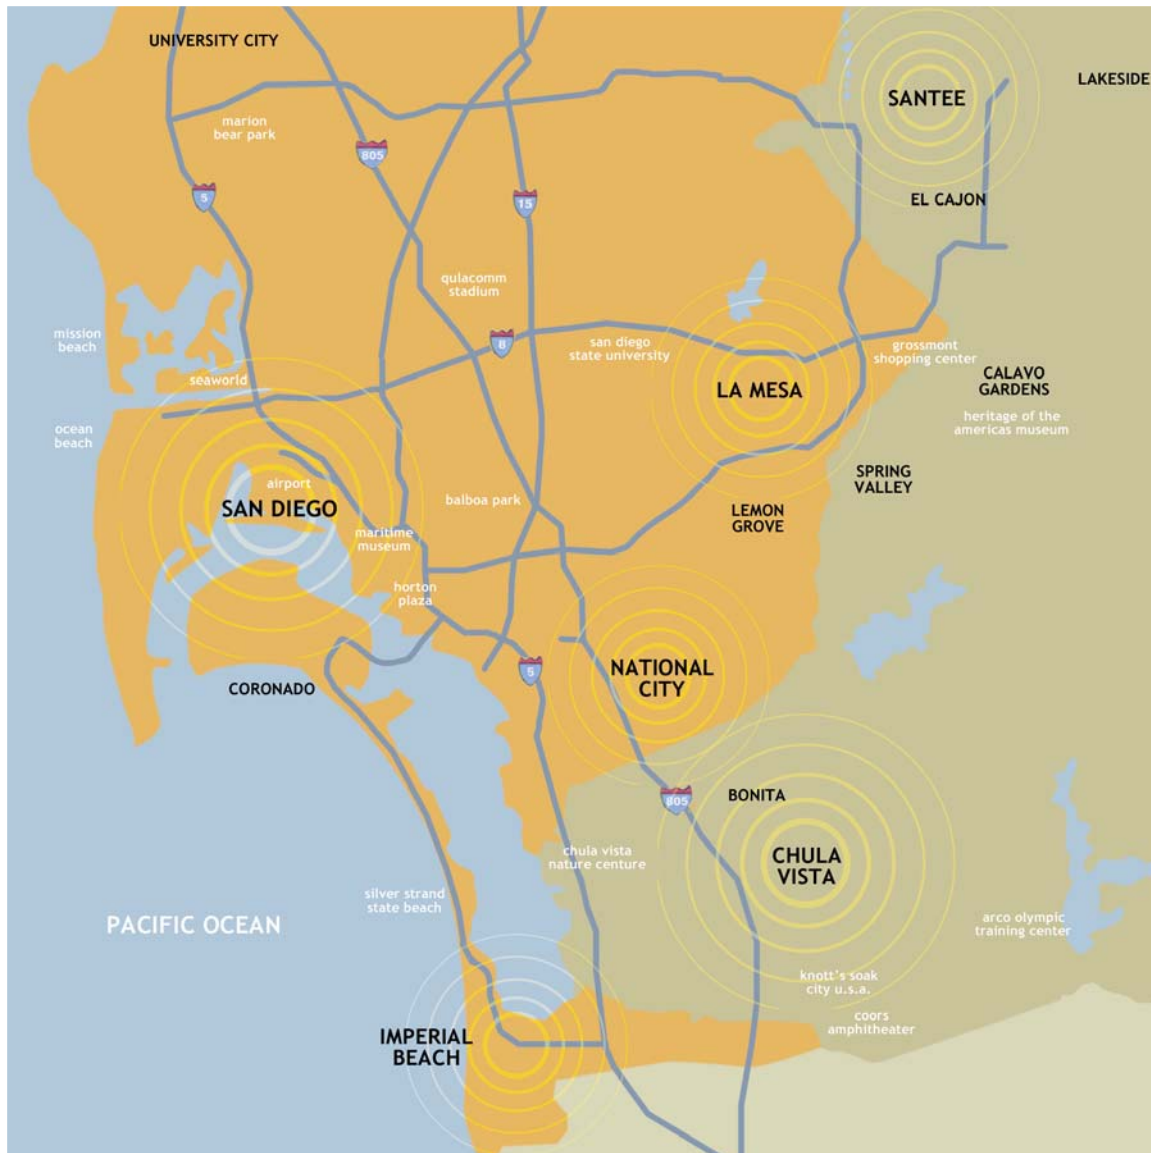 UNIVERSITY CITY
LAKESIDE
SANTEE
marion
bear park
805
5
15
EL CAJON
qulacomm
stadium
mission
beach
8
san diego
state university
grossmont
shopping center
seaworld
LA MESA
CALAVO
GARDENS
ocean
beach
heritage of the
americas museum
airport
SAN DIEGO
balboa park
SPRING
VALLEY
LEMON
GROVE
maritime
museum
horton
plaza
5
NATIONAL
CITY
CORONADO
805
BONITA
chula vista
nature centure
CHULA
VISTA
silver strand
state beach
PACIFIC OCEAN
arco olympic
training center
knott's soak
city u.s.a.
coors
amphitheater
IMPERIAL
BEACH